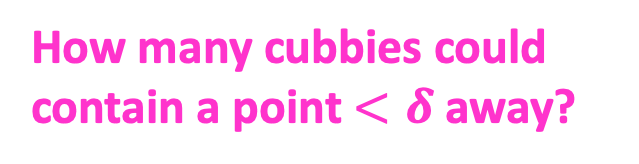 How many cubbies could
contain a point < δ away?